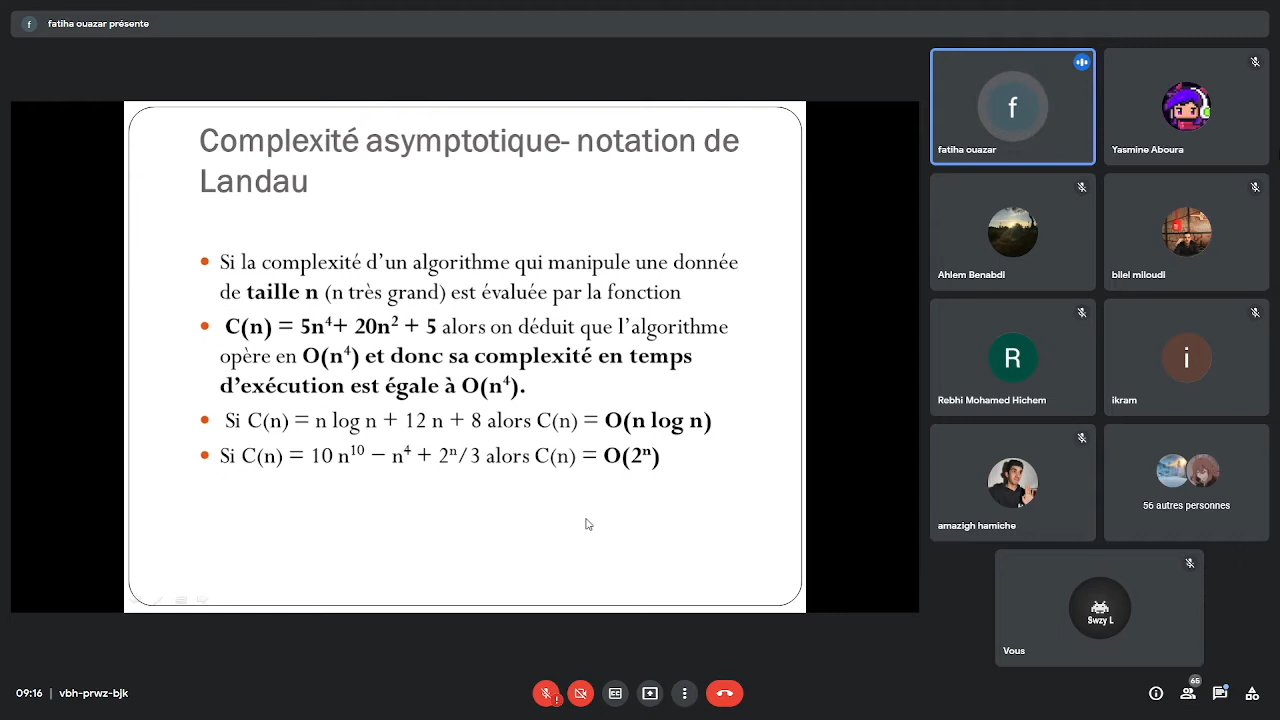 f fatiha ouazar présente
Complexité asymptotique- notation de
Landau
• Si la complexité d’un algorithme qui manipule une donnée
de taille n (n très grand) est évaluée par la fonction
• C(n) = 5n⁴+ 20n² + 5 alors on déduit que l’algorithme
opère en O(n⁴) et donc sa complexité en temps
d’exécution est égale à O(n⁴).
• Si C(n) = n log n + 12 n + 8 alors C(n) = O(n log n)
• Si C(n) = 10 n¹⁰ − n⁴ + 2ⁿ/3 alors C(n) = O(2ⁿ)
f
fatiha ouazar
Yasmine Aboura
Ahlem Benabdi
bilel miloudi
R
Rebhi Mohamed Hichem
i
ikram
amazigh hamiche
56 autres personnes
Swzy L
Vous
09:16 | vbh-prwz-bjk
65